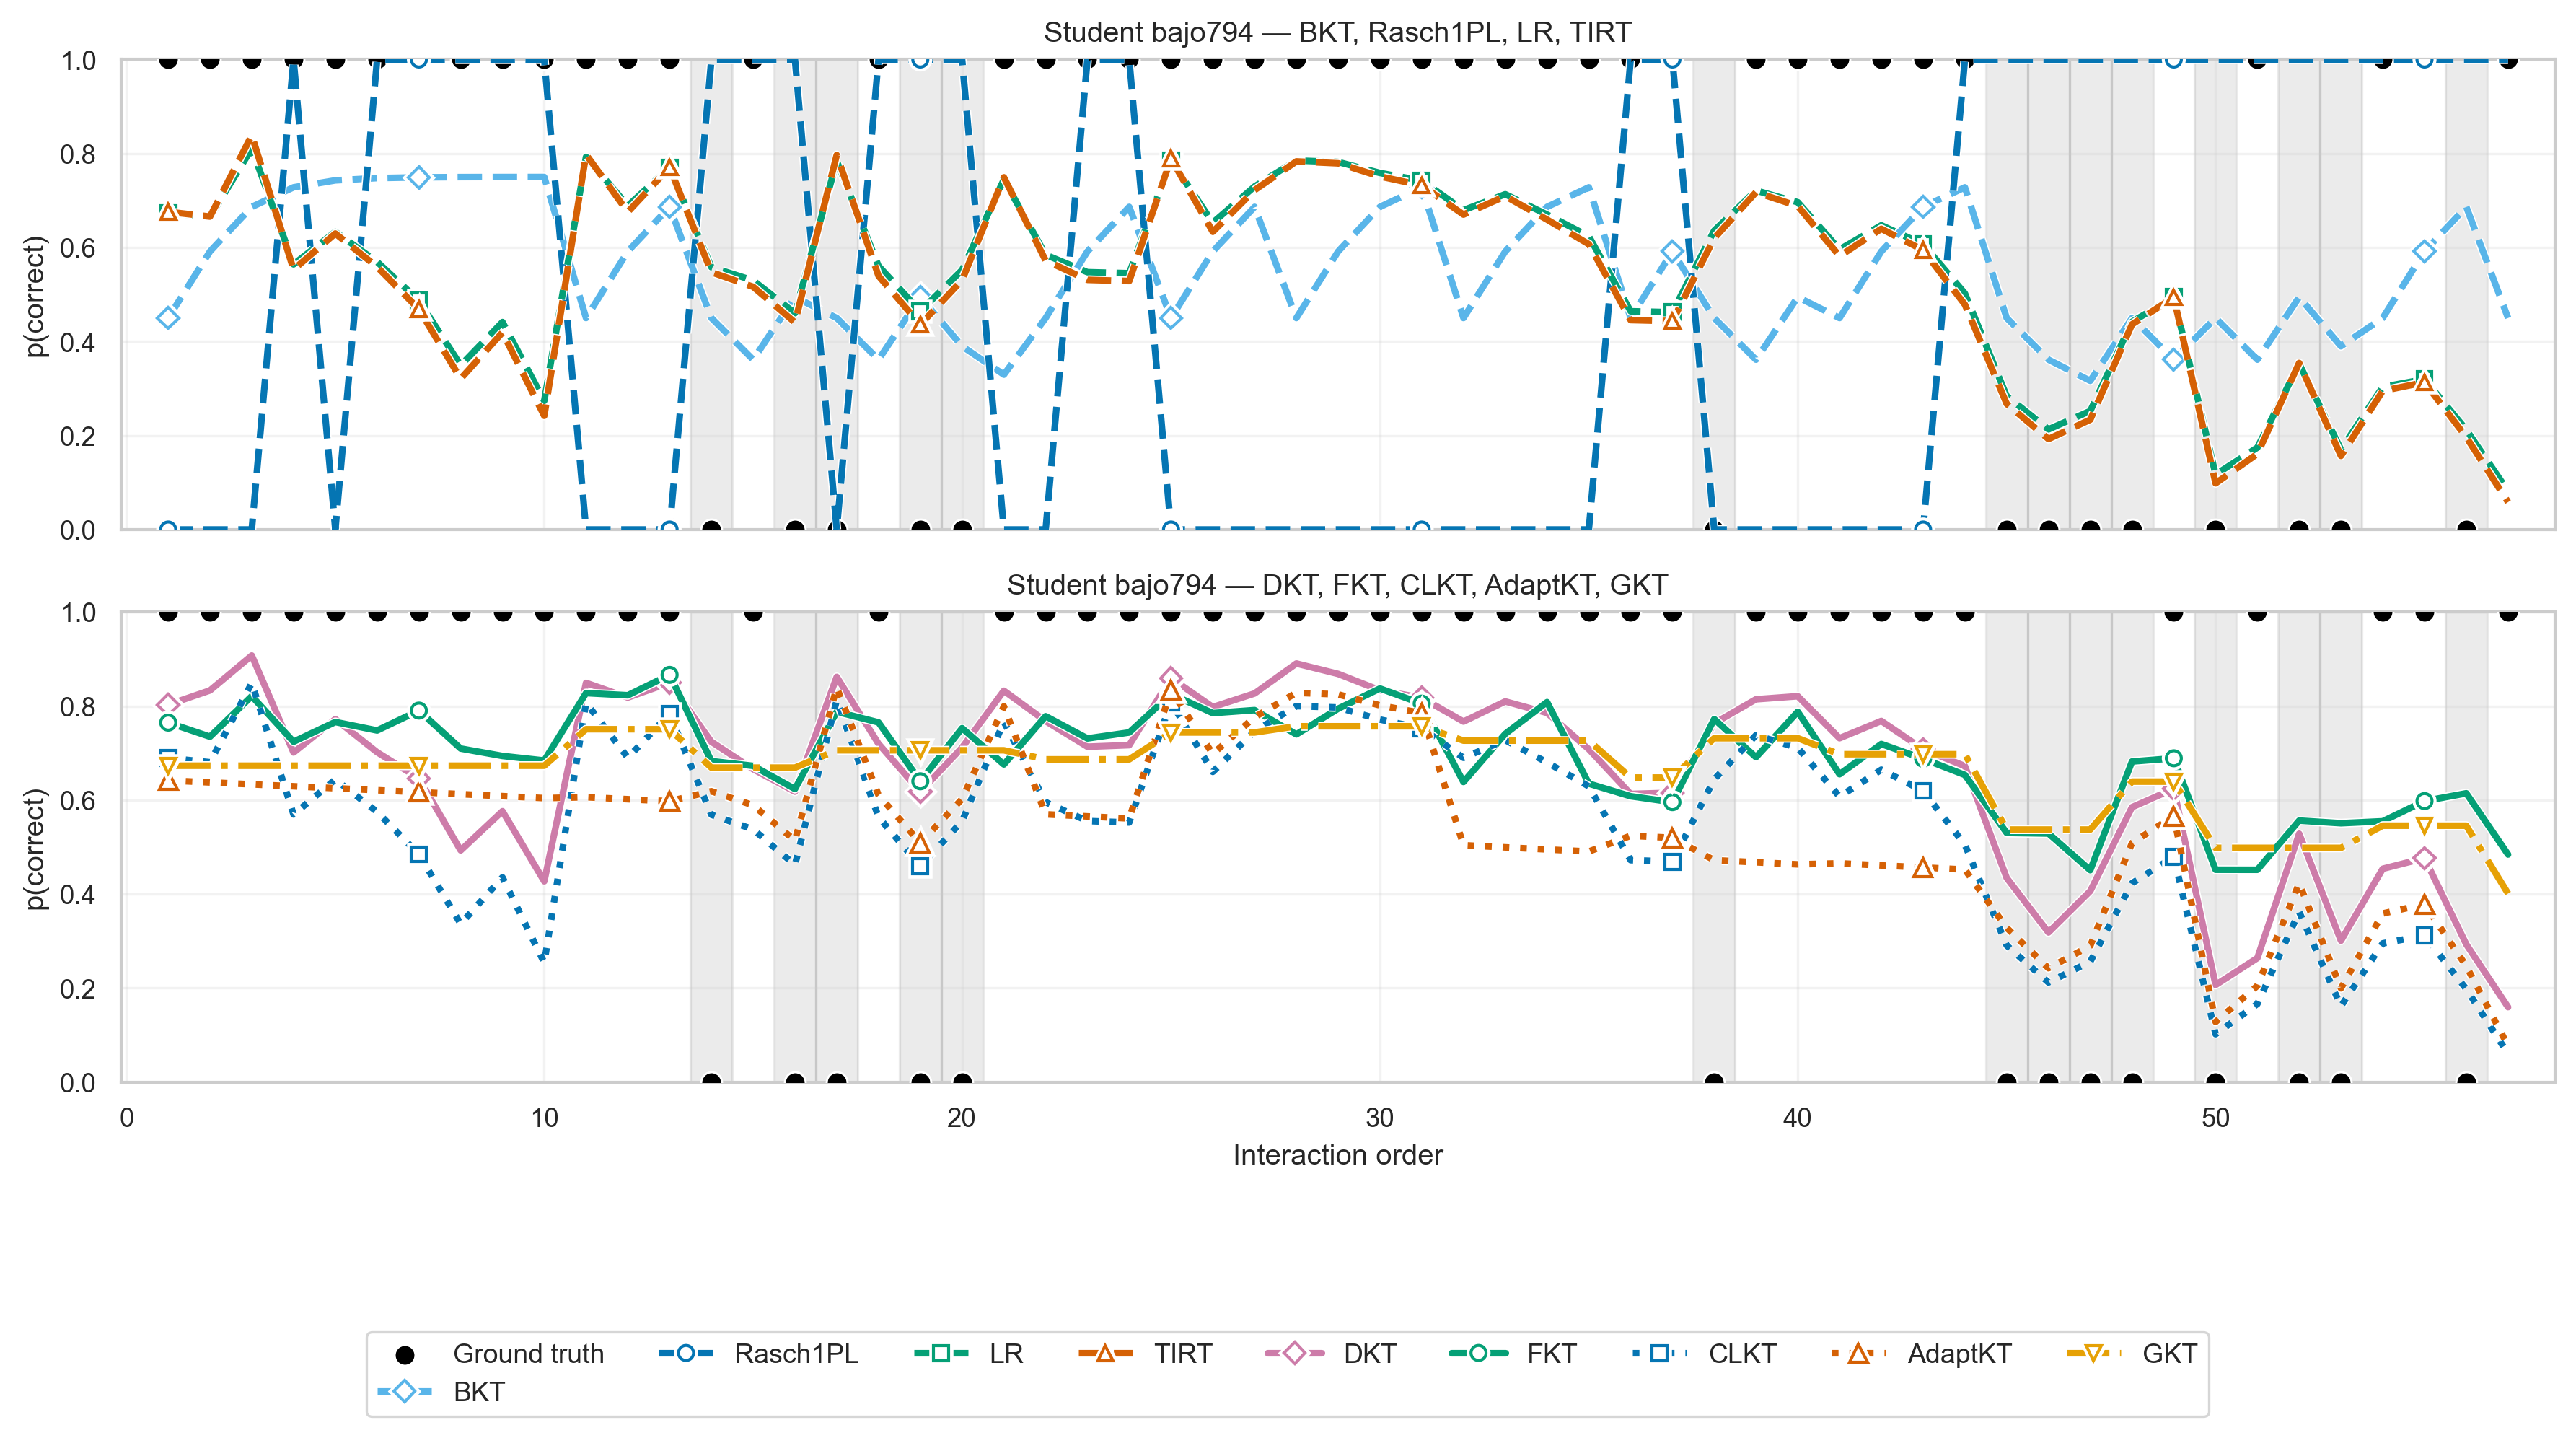 Student bajo794 — BKT, Rasch1PL, LR, TIRT
1.0
0.8
0.6
0.4
0.2
0.0
p(correct)
Student bajo794 — DKT, FKT, CLKT, AdaptKT, GKT
1.0
0.8
0.6
0.4
0.2
0.0
p(correct)
0 10 20 30 40 50
Interaction order
Ground truth Rasch1PL LR TIRT DKT FKT CLKT AdaptKT GKT
BKT